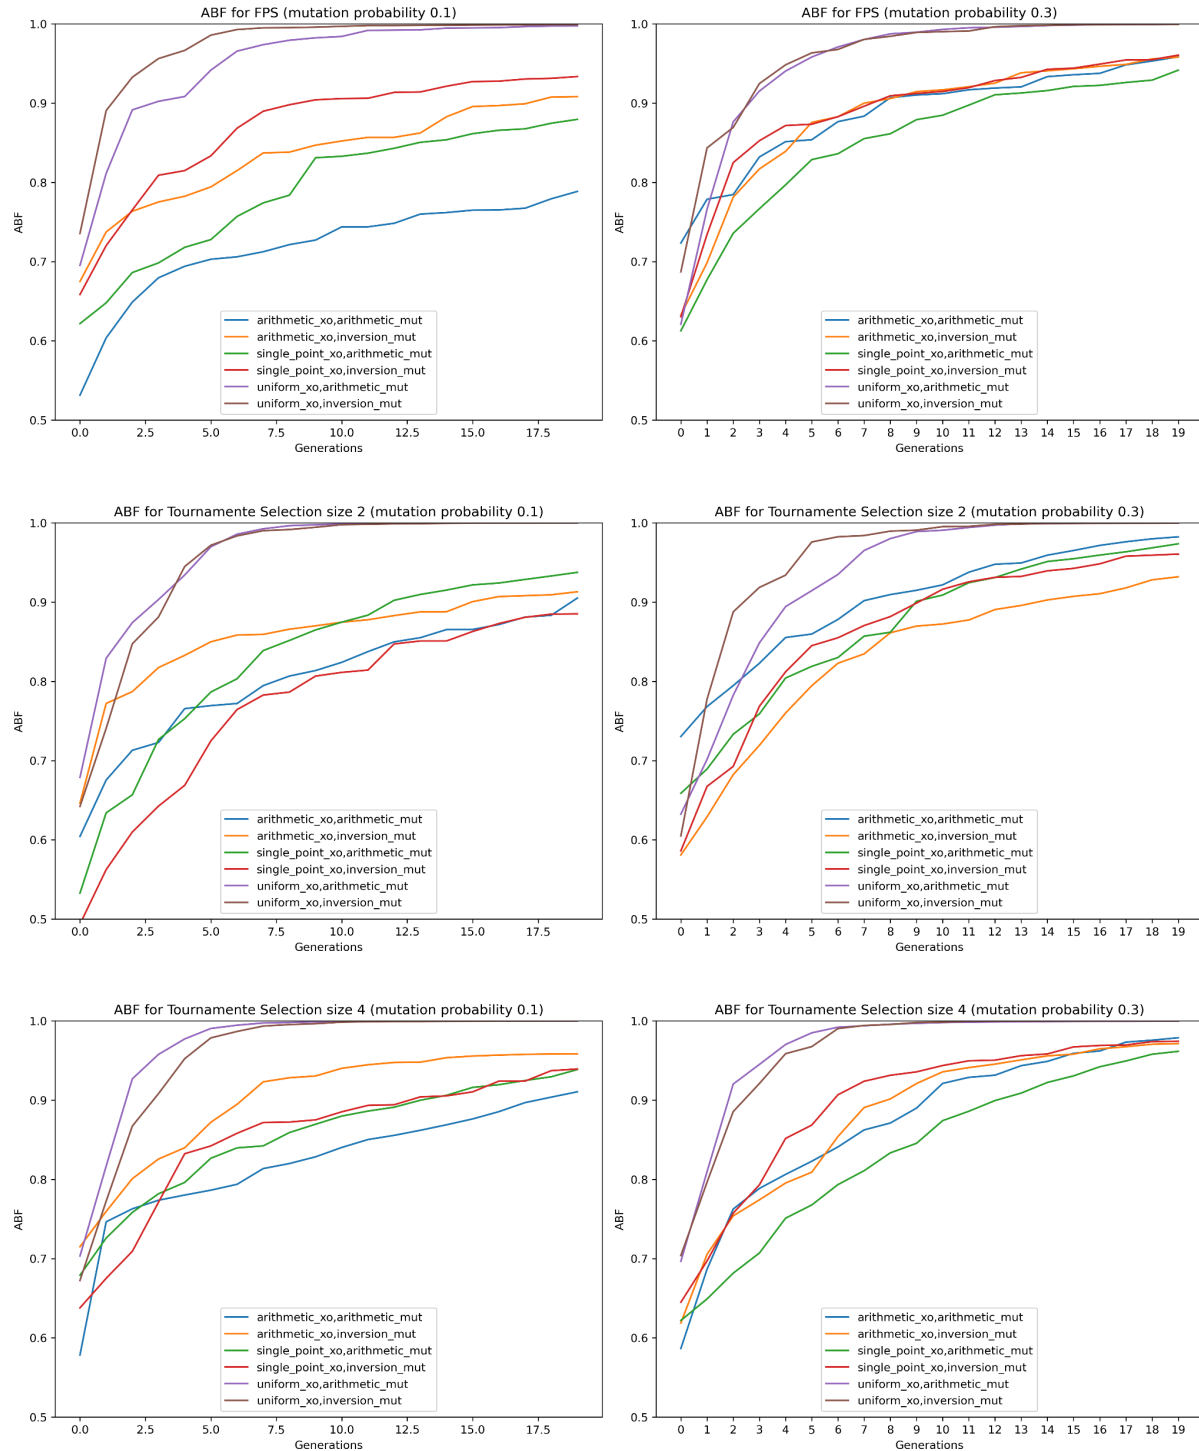 ABF for FPS (mutation probability 0.1)
1.0
0.9
0.8
0.7
0.6
0.5
ABF
arithmetic_xo,arithmetic_mut
arithmetic_xo,inversion_mut
single_point_xo,arithmetic_mut
single_point_xo,inversion_mut
uniform_xo,arithmetic_mut
uniform_xo,inversion_mut
0.0 2.5 5.0 7.5 10.0 12.5 15.0 17.5
Generations
ABF for FPS (mutation probability 0.3)
1.0
0.9
0.8
0.7
0.6
0.5
ABF
arithmetic_xo,arithmetic_mut
arithmetic_xo,inversion_mut
single_point_xo,arithmetic_mut
single_point_xo,inversion_mut
uniform_xo,arithmetic_mut
uniform_xo,inversion_mut
0 1 2 3 4 5 6 7 8 9 10 11 12 13 14 15 16 17 18 19
Generations
ABF for Tournamente Selection size 2 (mutation probability 0.1)
1.0
0.9
0.8
0.7
0.6
0.5
ABF
arithmetic_xo,arithmetic_mut
arithmetic_xo,inversion_mut
single_point_xo,arithmetic_mut
single_point_xo,inversion_mut
uniform_xo,arithmetic_mut
uniform_xo,inversion_mut
0.0 2.5 5.0 7.5 10.0 12.5 15.0 17.5
Generations
ABF for Tournamente Selection size 2 (mutation probability 0.3)
1.0
0.9
0.8
0.7
0.6
0.5
ABF
arithmetic_xo,arithmetic_mut
arithmetic_xo,inversion_mut
single_point_xo,arithmetic_mut
single_point_xo,inversion_mut
uniform_xo,arithmetic_mut
uniform_xo,inversion_mut
0 1 2 3 4 5 6 7 8 9 10 11 12 13 14 15 16 17 18 19
Generations
ABF for Tournamente Selection size 4 (mutation probability 0.1)
1.0
0.9
0.8
0.7
0.6
0.5
ABF
arithmetic_xo,arithmetic_mut
arithmetic_xo,inversion_mut
single_point_xo,arithmetic_mut
single_point_xo,inversion_mut
uniform_xo,arithmetic_mut
uniform_xo,inversion_mut
0.0 2.5 5.0 7.5 10.0 12.5 15.0 17.5
Generations
ABF for Tournamente Selection size 4 (mutation probability 0.3)
1.0
0.9
0.8
0.7
0.6
0.5
ABF
arithmetic_xo,arithmetic_mut
arithmetic_xo,inversion_mut
single_point_xo,arithmetic_mut
single_point_xo,inversion_mut
uniform_xo,arithmetic_mut
uniform_xo,inversion_mut
0 1 2 3 4 5 6 7 8 9 10 11 12 13 14 15 16 17 18 19
Generations